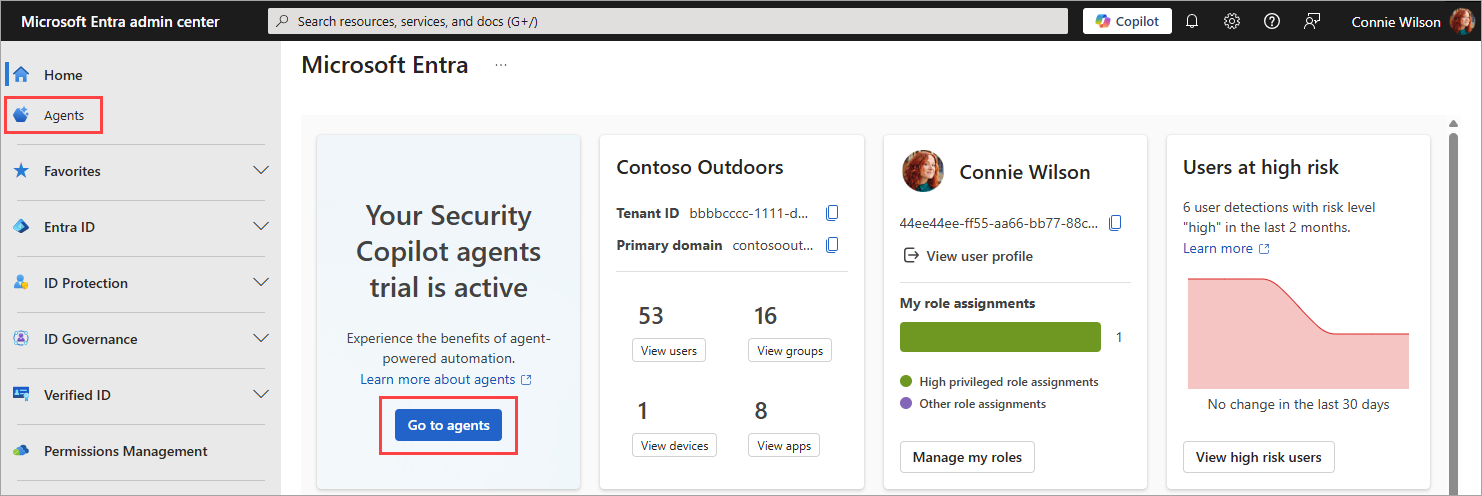 Microsoft Entra admin center
Search resources, services, and docs (G+/)
Copilot
Connie Wilson
Home
Agents
Favorites
Entra ID
ID Protection
ID Governance
Verified ID
Permissions Management
Microsoft Entra ...
Your Security
Copilot agents
trial is active
Experience the benefits of agent-
powered automation.
Learn more about agents
Go to agents
Contoso Outdoors
Tenant ID bbbbcccc-1111-d...
Primary domain contosoout...
53
View users
16
View groups
1
View devices
8
View apps
Connie Wilson
44ee44ee-ff55-aa66-bb77-88c...
View user profile
My role assignments
1
High privileged role assignments
Other role assignments
Manage my roles
Users at high risk
6 user detections with risk level
"high" in the last 2 months.
Learn more
No change in the last 30 days
View high risk users